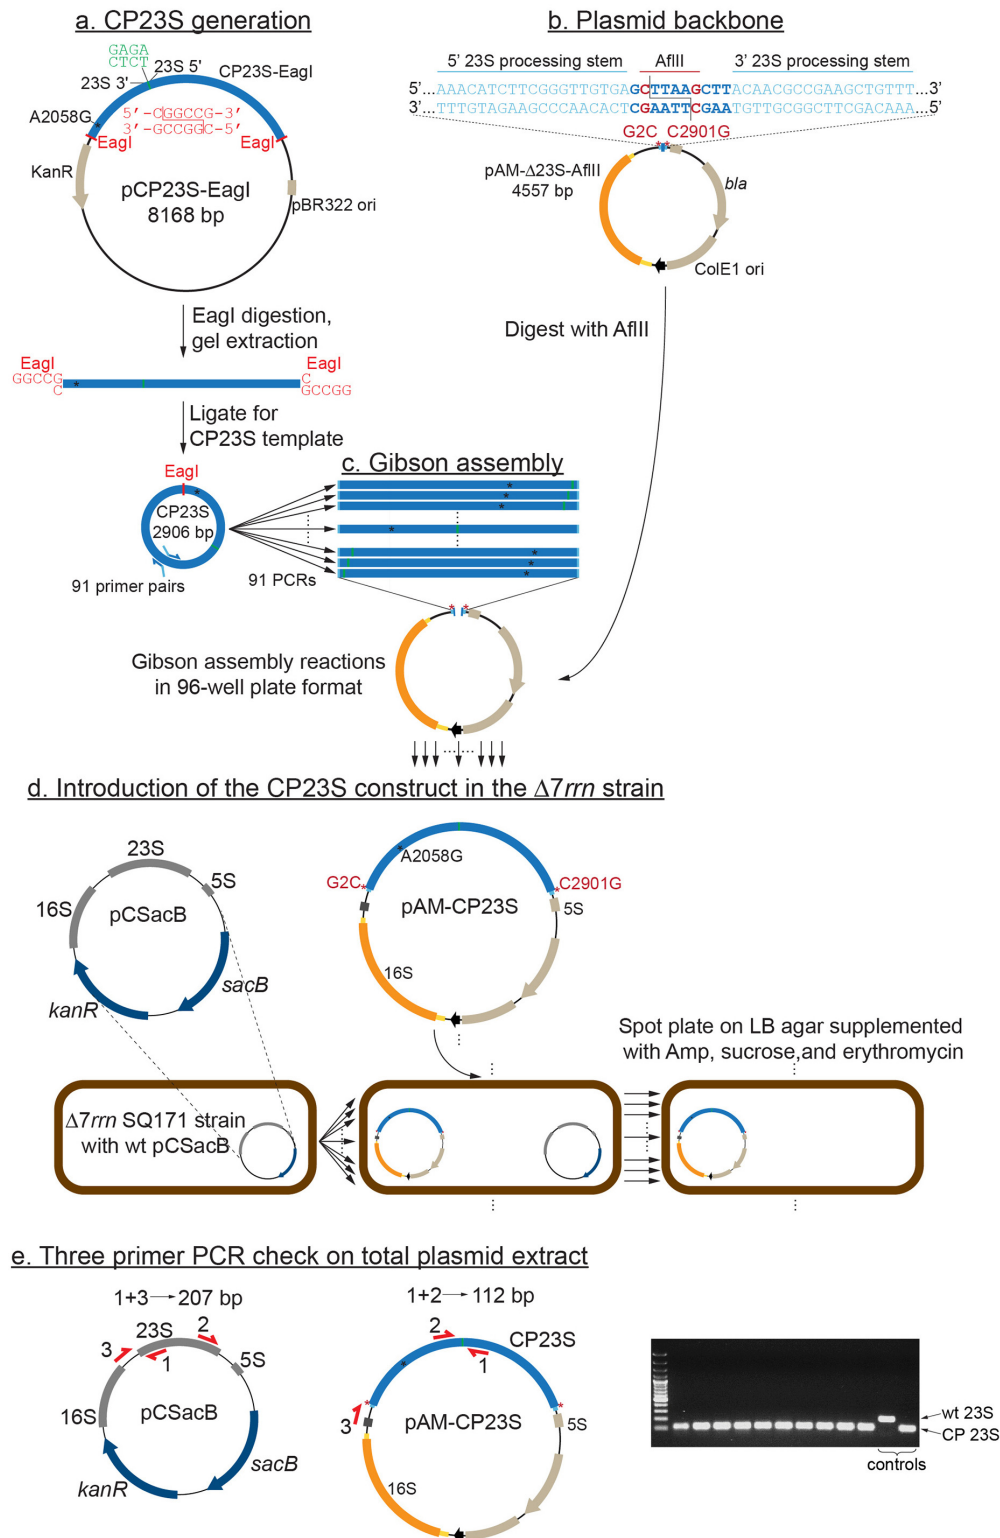 a. CP23S generation
GAGA
CTCT
23S 5'
23S 3'
CP23S-EagI
A2058G
5'-CGGCCG-3'
3'-GCCGGC-5'
EagI
EagI
KanR
pCP23S-EagI
8168 bp
pBR322 ori
EagI digestion,
gel extraction
EagI
EagI
GGCCG
C
C
GCCGG
Ligate for
CP23S template
EagI
CP23S
2906 bp
91 primer pairs
91 PCRs
b. Plasmid backbone
5' 23S processing stem
AflII
3' 23S processing stem
5'...AAACATCTTCGGGTTGTGAGCTTAAGCTTACAACGCCGAAGCTGTTT...3'
3'...TTTGTAGAAGCCCAACACTCGAATTCGAATGTTGCGGCTTCGACAAA...5'
G2C
C2901G
pAM-Δ23S-AflII
4557 bp
bla
ColE1 ori
Digest with AflII
c. Gibson assembly
Gibson assembly reactions
in 96-well plate format
d. Introduction of the CP23S construct in the Δ7rrn strain
23S
5S
16S
pCSacB
sacB
kanR
A2058G
G2C
C2901G
pAM-CP23S
5S
16S
Spot plate on LB agar supplemented
with Amp, sucrose,and erythromycin
Δ7rrn SQ171 strain
with wt pCSacB
e. Three primer PCR check on total plasmid extract
1+3→207 bp
23S
2
3
1
5S
16S
pCSacB
sacB
kanR
1+2→112 bp
2
CP23S
1
3
pAM-CP23S
5S
16S
wt 23S
CP 23S
controls